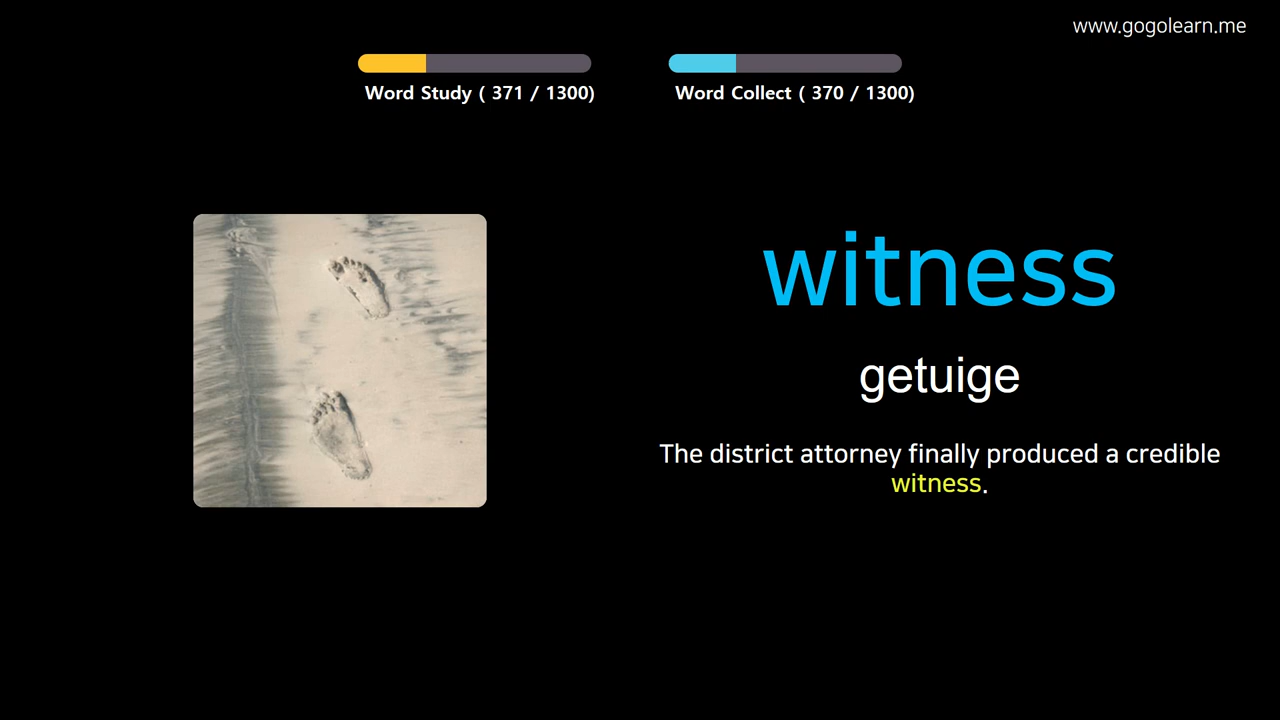 www.gogolearn.me
Word Study ( 371 / 1300)
Word Collect ( 370 / 1300)
witness
getuige
The district attorney finally produced a credible
witness.